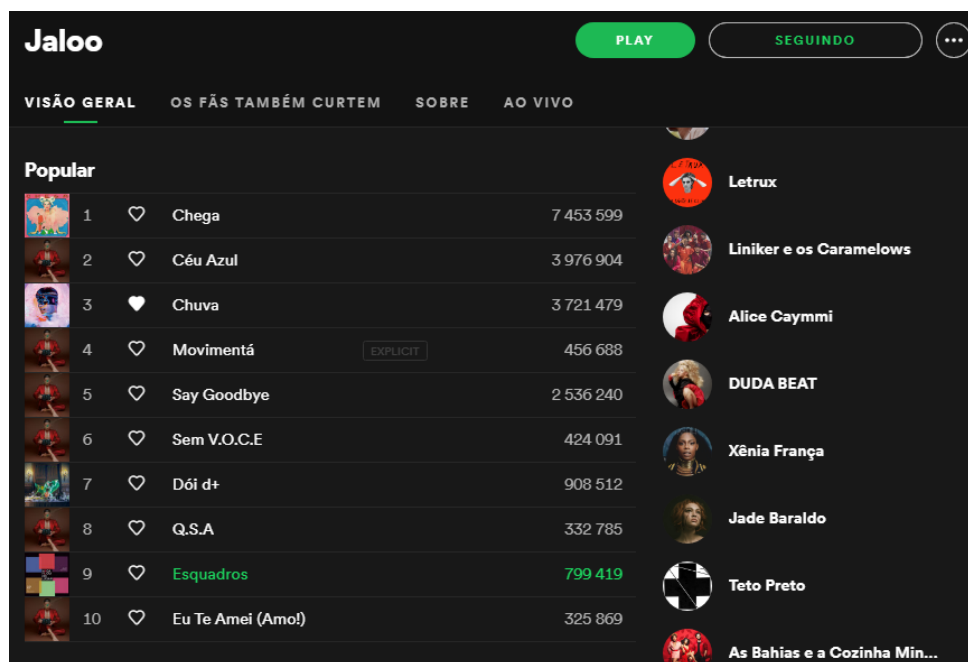 Jaloo
PLAY
SEGUINDO
VISÃO GERAL
OS FÃS TAMBÉM CURTEM
SOBRE
AO VIVO
Popular
1 Chega 7 453 599
2 Céu Azul 3 976 904
3 Chuva 3 721 479
4 Movimentá EXPLICIT 456 688
5 Say Goodbye 2 536 240
6 Sem V.O.C.E 424 091
7 Dói d+ 908 512
8 Q.S.A 332 785
9 Esquadros 799 419
10 Eu Te Amei (Amo!) 325 869
Letrux
Liniker e os Caramelows
Alice Caymmi
DUDA BEAT
Xênia França
Jade Baraldo
Teto Preto
As Bahias e a Cozinha Min...